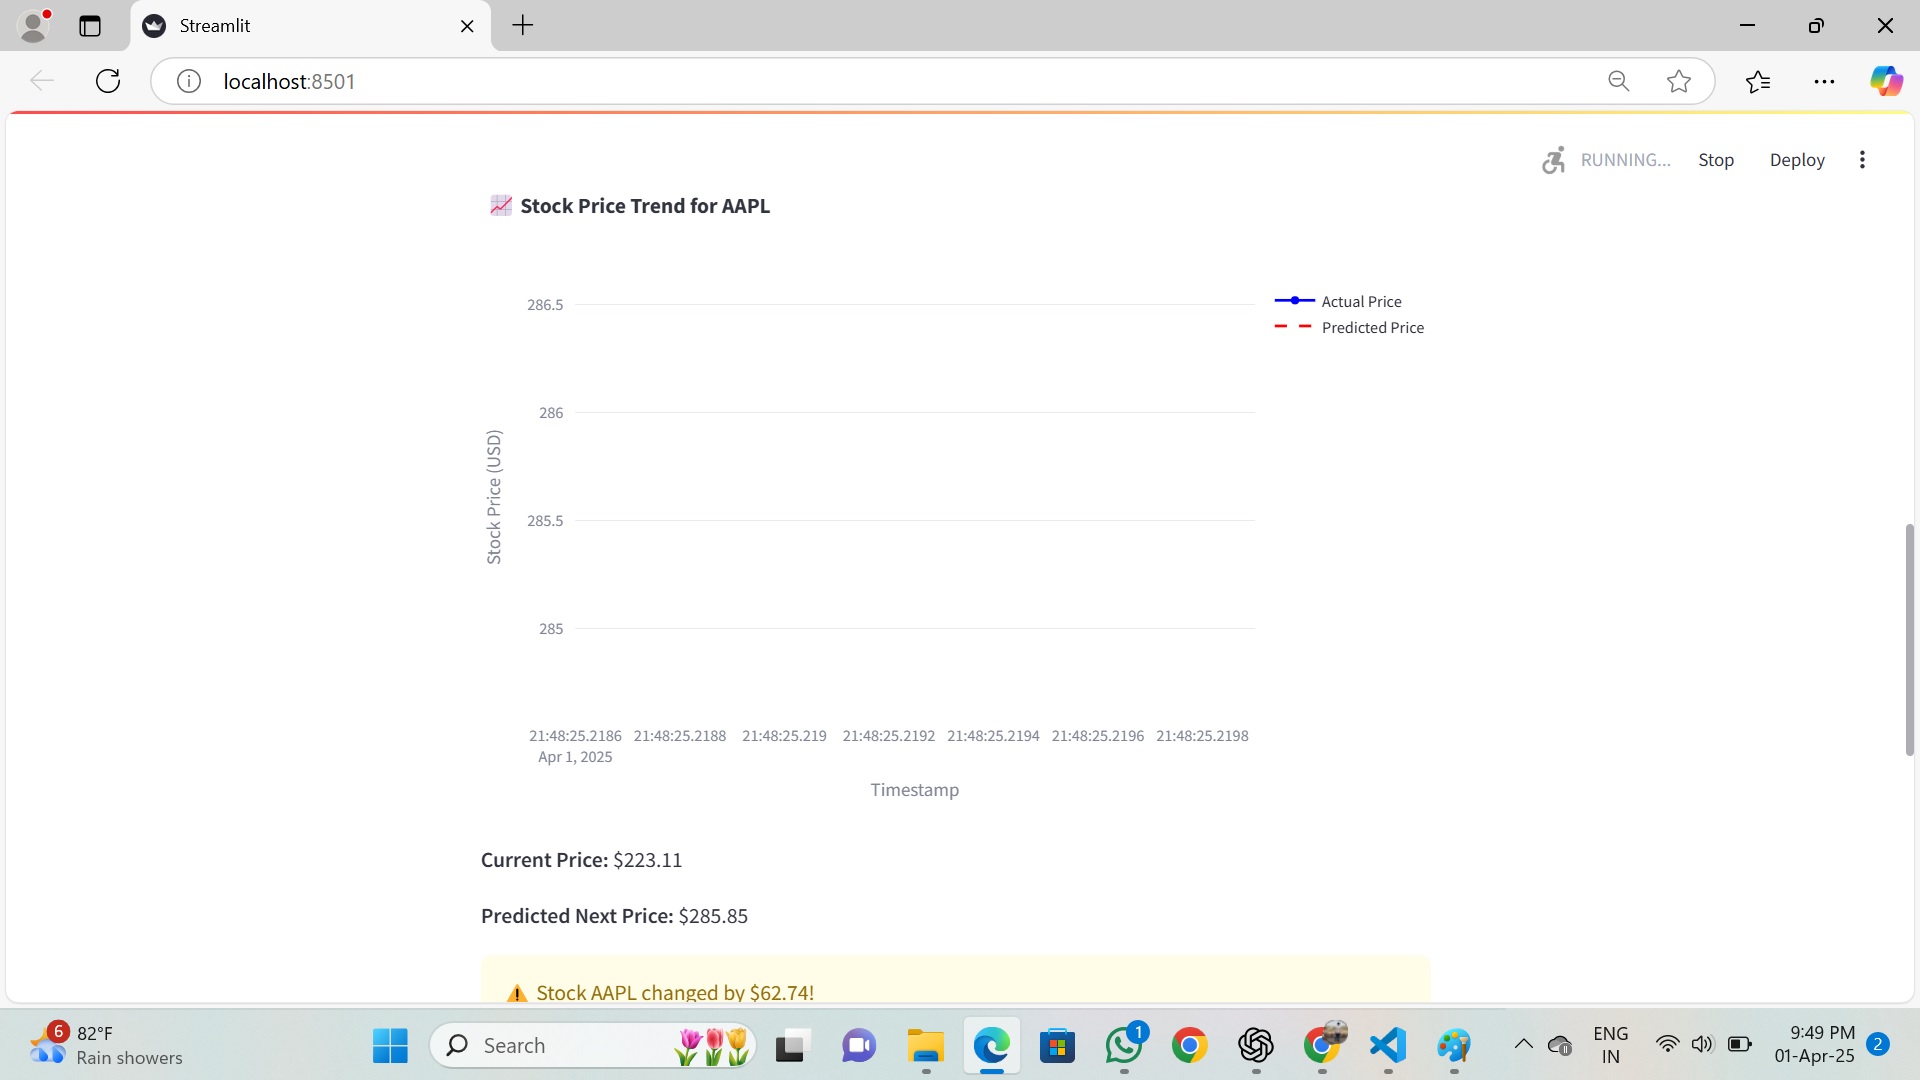 Streamlit
localhost:8501
RUNNING...
Stop
Deploy
Stock Price Trend for AAPL
286.5
286
285.5
285
Stock Price (USD)
Actual Price
Predicted Price
21:48:25.2186
21:48:25.2188
21:48:25.219
21:48:25.2192
21:48:25.2194
21:48:25.2196
21:48:25.2198
Apr 1, 2025
Timestamp
Current Price: $223.11
Predicted Next Price: $285.85
Stock AAPL changed by $62.74!
6
82°F
Rain showers
Search
1
ENG
IN
9:49 PM
01-Apr-25
2